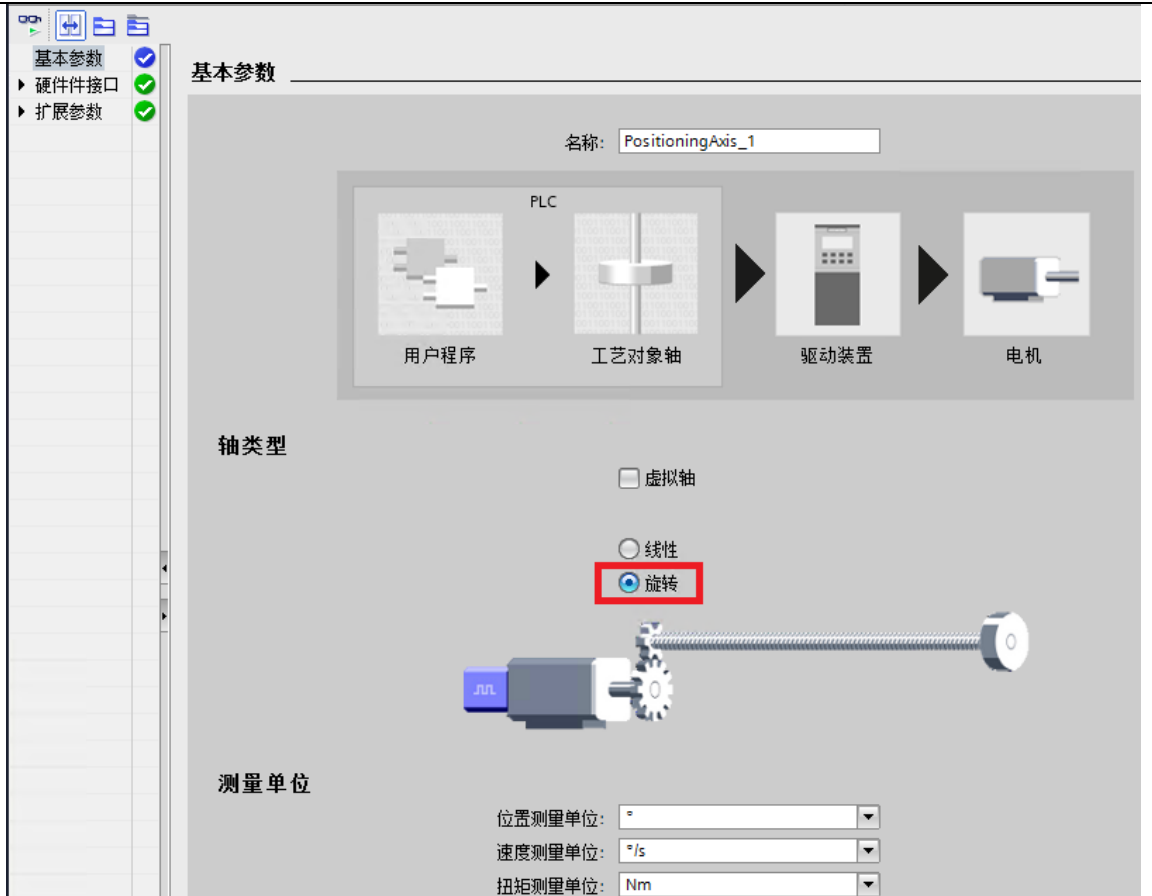 基本参数
硬件件接口
扩展参数
基本参数
名称: PositioningAxis_1
PLC
用户程序 工艺对象轴 驱动装置 电机
轴类型
虚拟轴
线性
旋转
测量单位
位置测量单位: °
速度测量单位: °/s
扭矩测量单位: Nm